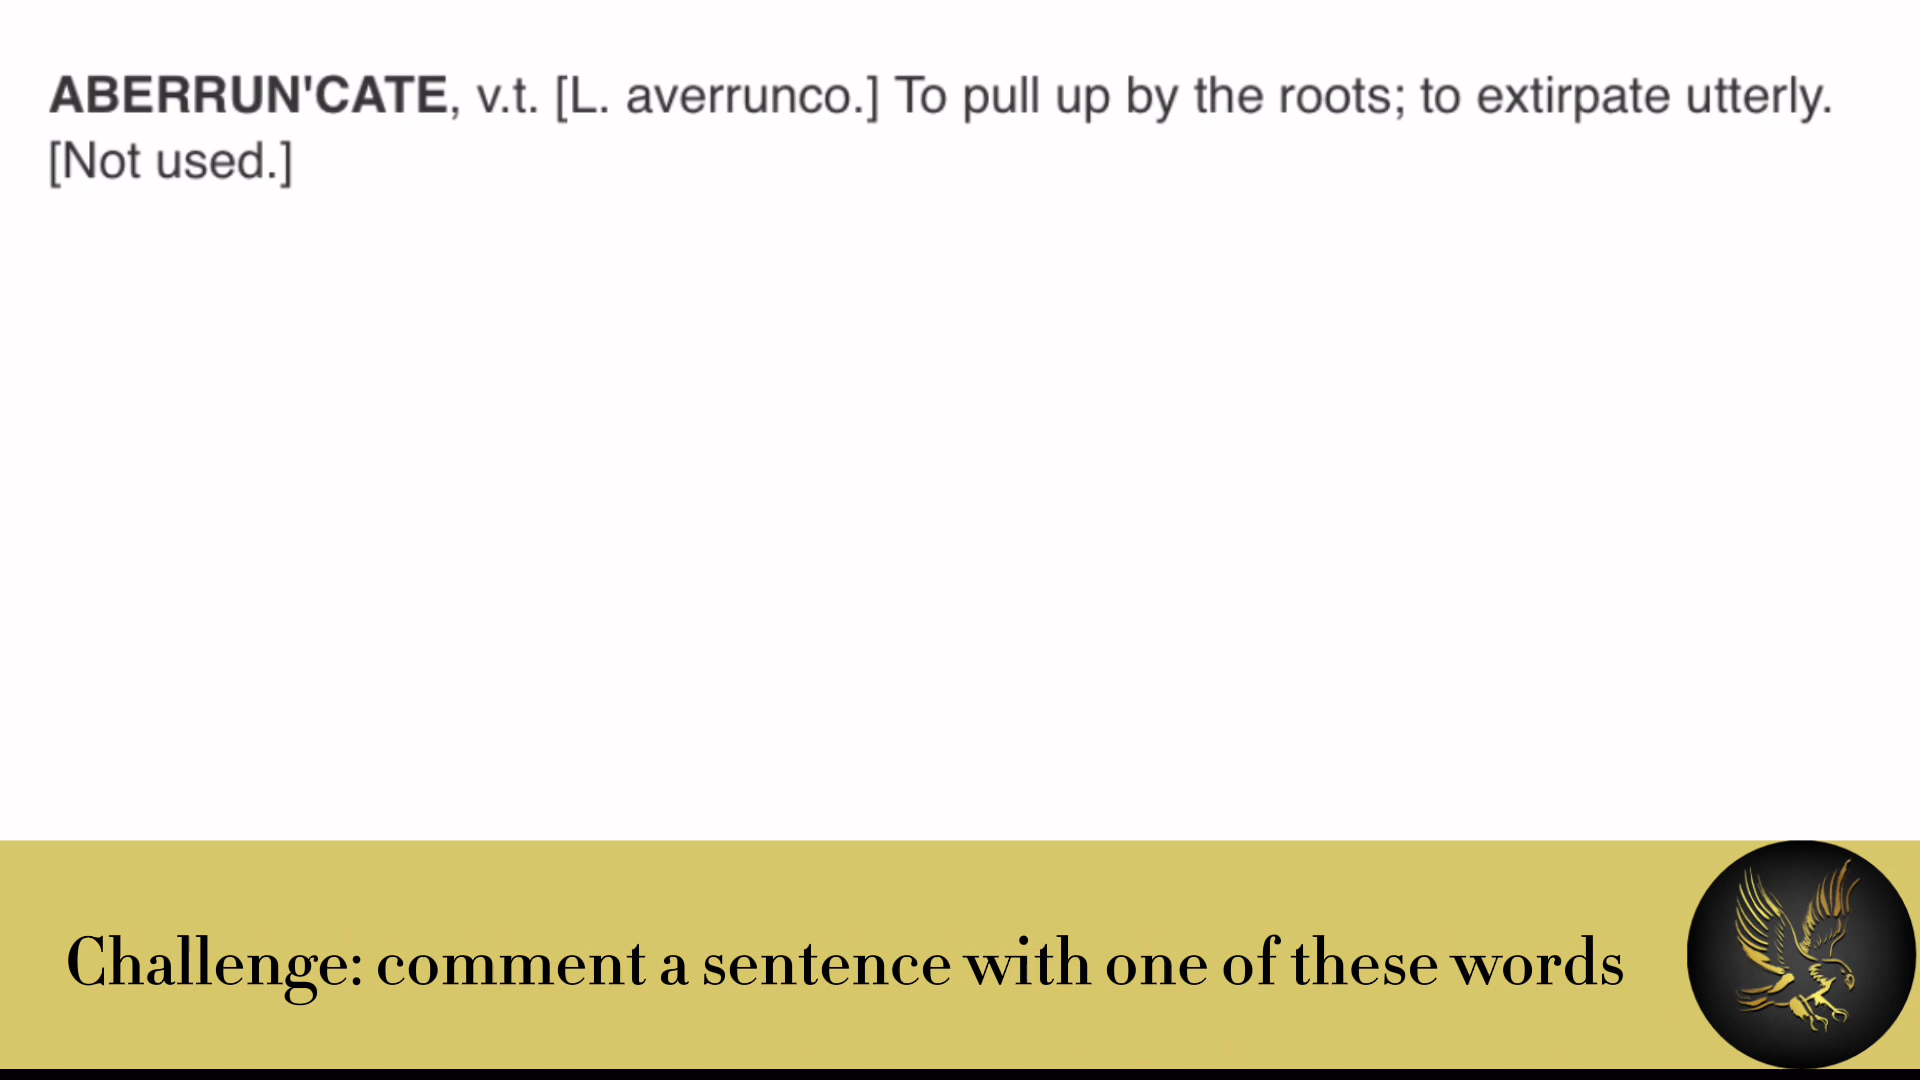 ABERRUN'CATE, v.t. [L. averrunco.] To pull up by the roots; to extirpate utterly.
[Not used.]
Challenge: comment a sentence with one of these words